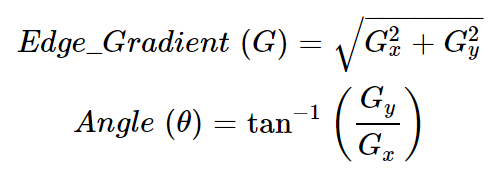 Edge_Gradient (G) = √(G_x^2 + G_y^2)
Angle (θ) = tan^{-1} (G_y / G_x)